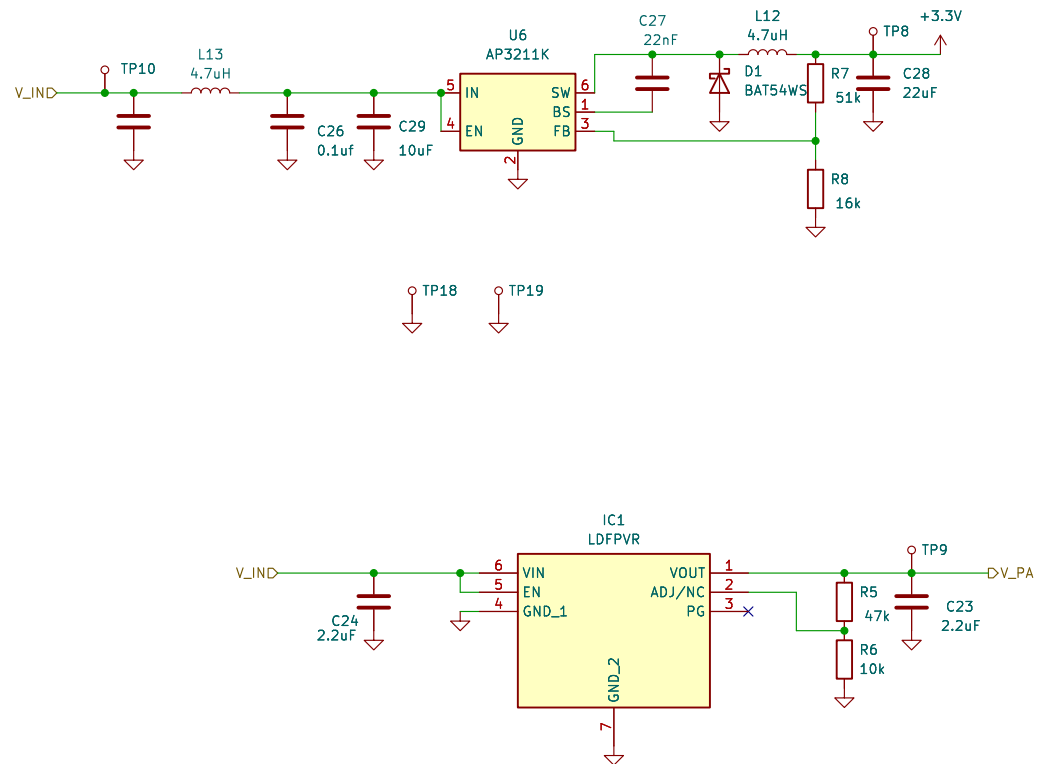 C27
22nF
L12
4.7uH
+3.3V
TP8
U6
AP3211K
L13
4.7uH
TP10
V_IN
D1
BAT54WS
R7
51k
C28
22uF
5
IN
4
EN
GND
2
SW
6
BS
1
FB
3
C26
0.1uf
C29
10uF
R8
16k
TP18
TP19
IC1
LDFPVR
V_IN
C24
2.2uF
6
VIN
5
EN
4
GND_1
GND_2
7
VOUT
1
ADJ/NC
2
PG
3
TP9
V_PA
R5
47k
C23
2.2uF
R6
10k